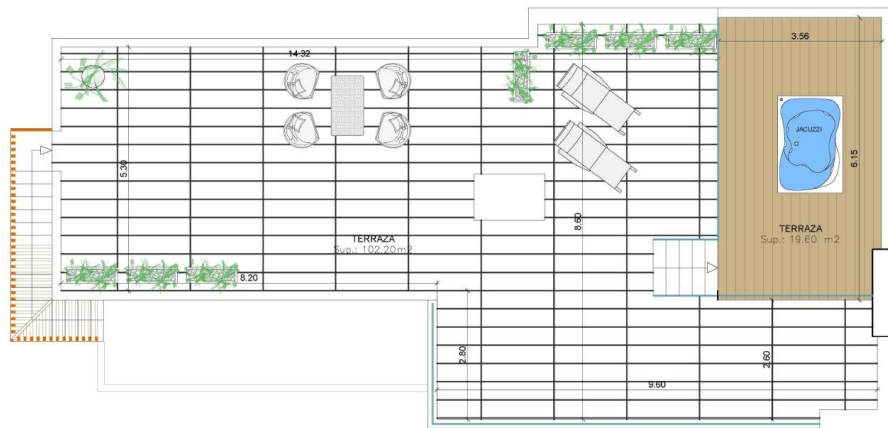 14.32
3.56
JACUZZI
5.30
6.15
8.60
TERRAZA
Sup.: 19.60 m2
TERRAZA
Sup.: 102.20m2
8.20
2.80
2.60
9.60